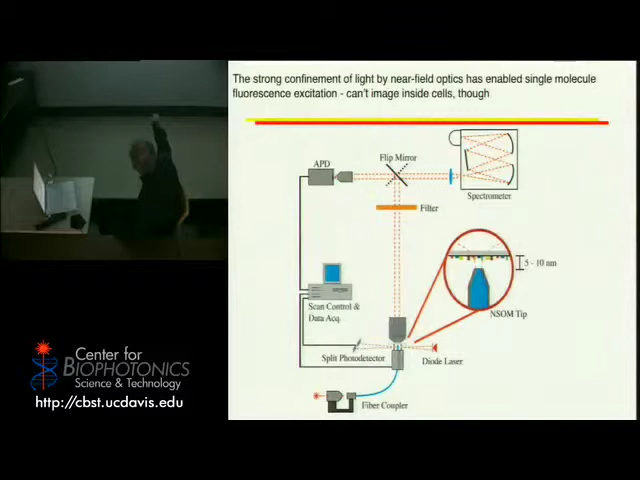 The strong confinement of light by near-field optics has enabled single molecule
fluorescence excitation - can't image inside cells, though
APD
Flip Mirror
Spectrometer
Filter
5 - 10 nm
NSOM Tip
Scan Control &
Data Acq.
Split Photodetector
Diode Laser
Fiber Coupler
Center for
BIOPHOTONICS
Science & Technology
http://cbst.ucdavis.edu